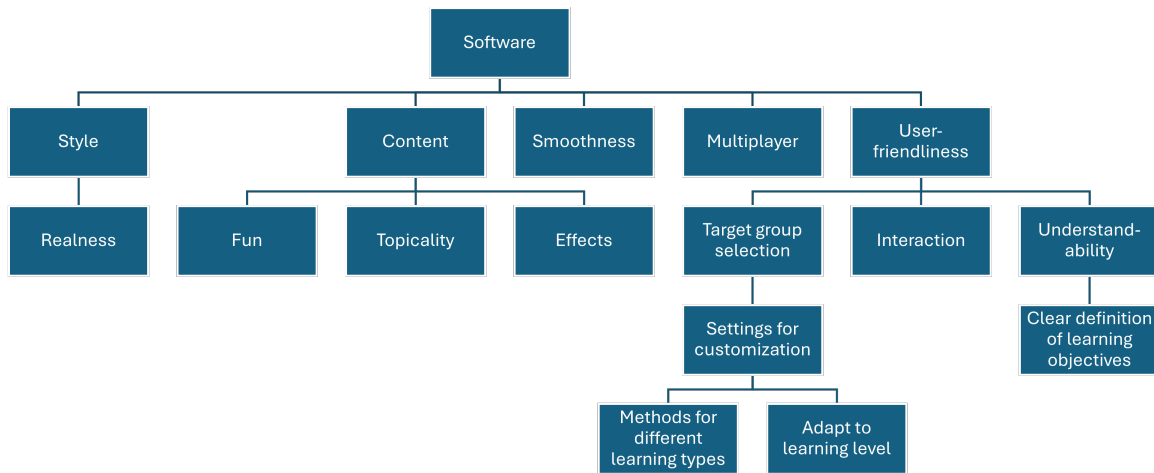 Software
Style
Content
Smoothness
Multiplayer
User-
friendliness
Realness
Fun
Topicality
Effects
Target group
selection
Interaction
Understand-
ability
Settings for
customization
Clear definition
of learning
objectives
Methods for
different
learning types
Adapt to
learning level